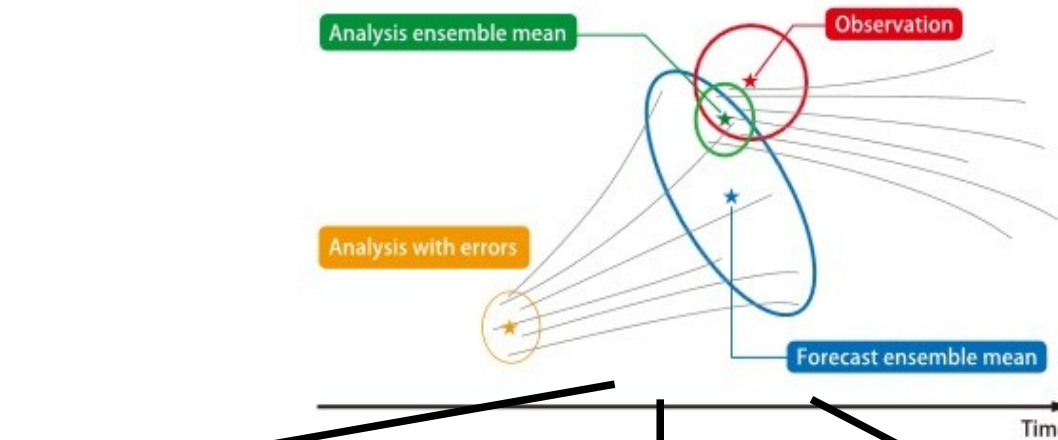 Analysis ensemble mean
Observation
Analysis with errors
Forecast ensemble mean
Tim